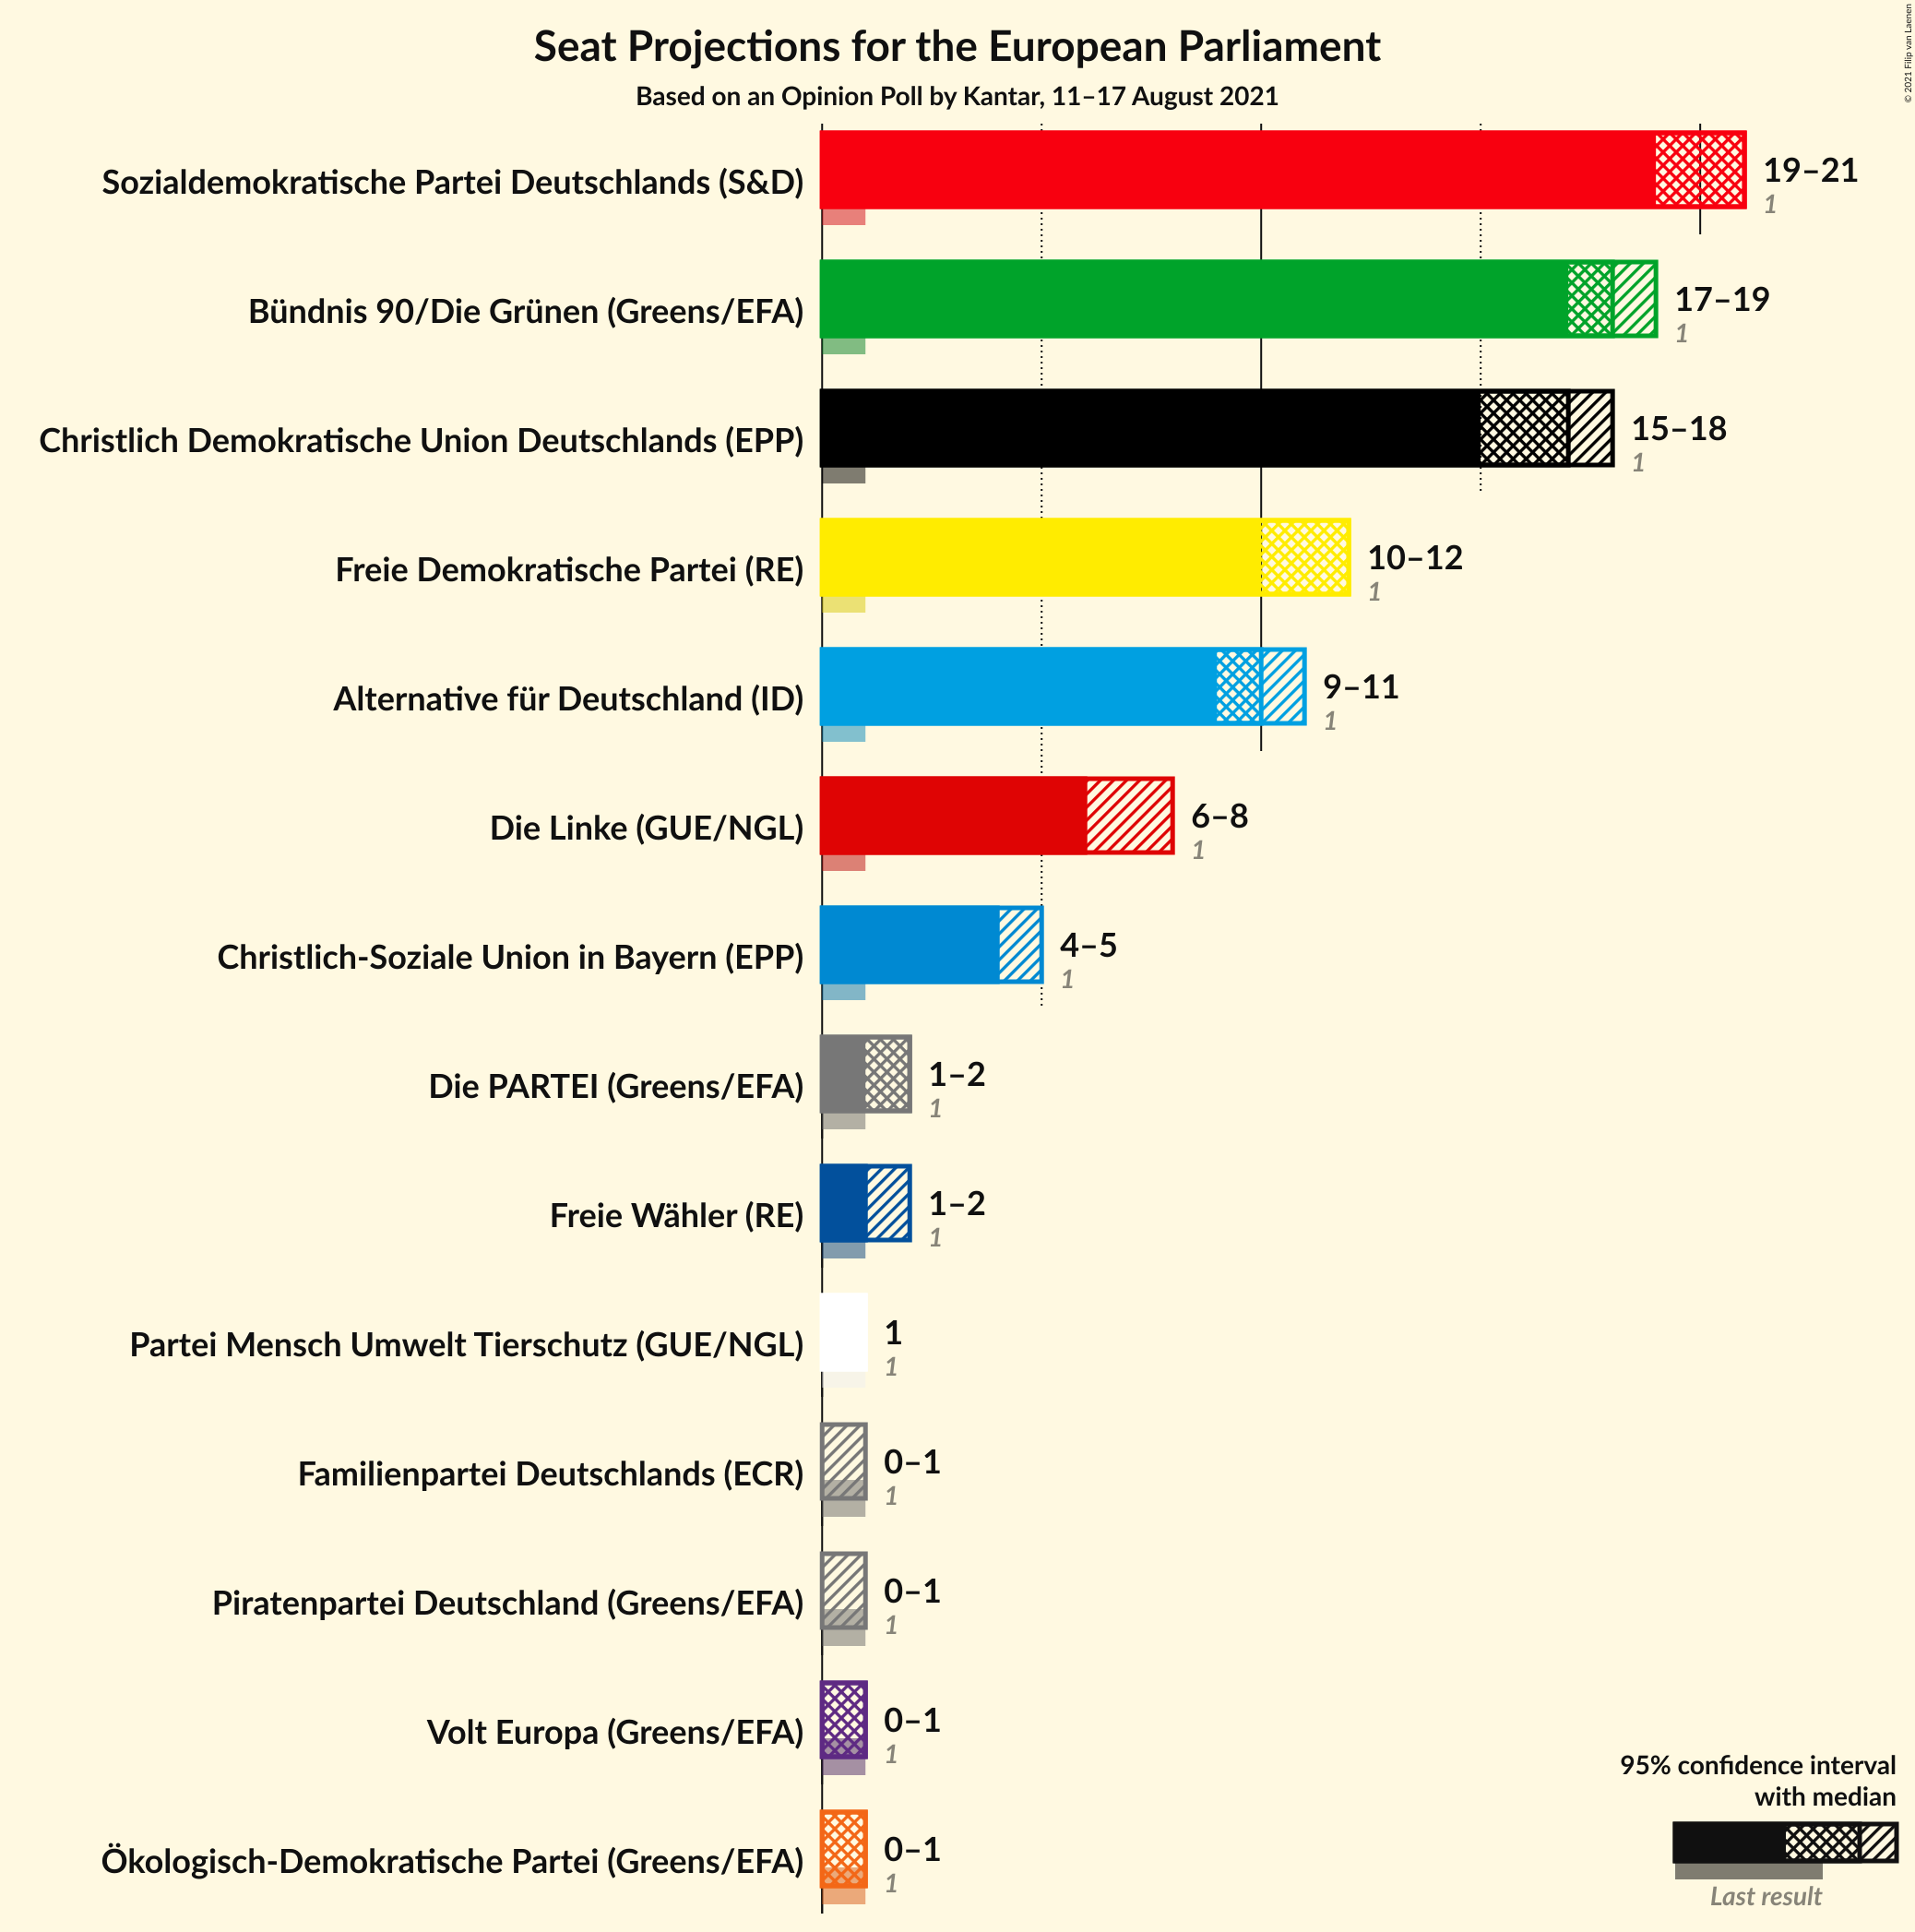 Seat Projections for the European Parliament
Based on an Opinion Poll by Kantar, 11–17 August 2021
© 2021 Filip van Laenen
Sozialdemokratische Partei Deutschlands (S&D)
19–21
1
Bündnis 90/Die Grünen (Greens/EFA)
17–19
1
Christlich Demokratische Union Deutschlands (EPP)
15–18
1
Freie Demokratische Partei (RE)
10–12
1
Alternative für Deutschland (ID)
9–11
1
Die Linke (GUE/NGL)
6–8
1
Christlich-Soziale Union in Bayern (EPP)
4–5
1
Die PARTEI (Greens/EFA)
1–2
1
Freie Wähler (RE)
1–2
1
Partei Mensch Umwelt Tierschutz (GUE/NGL)
1
1
Familienpartei Deutschlands (ECR)
0–1
1
Piratenpartei Deutschland (Greens/EFA)
0–1
1
Volt Europa (Greens/EFA)
0–1
1
Ökologisch-Demokratische Partei (Greens/EFA)
0–1
1
95% confidence interval
with median
Last result